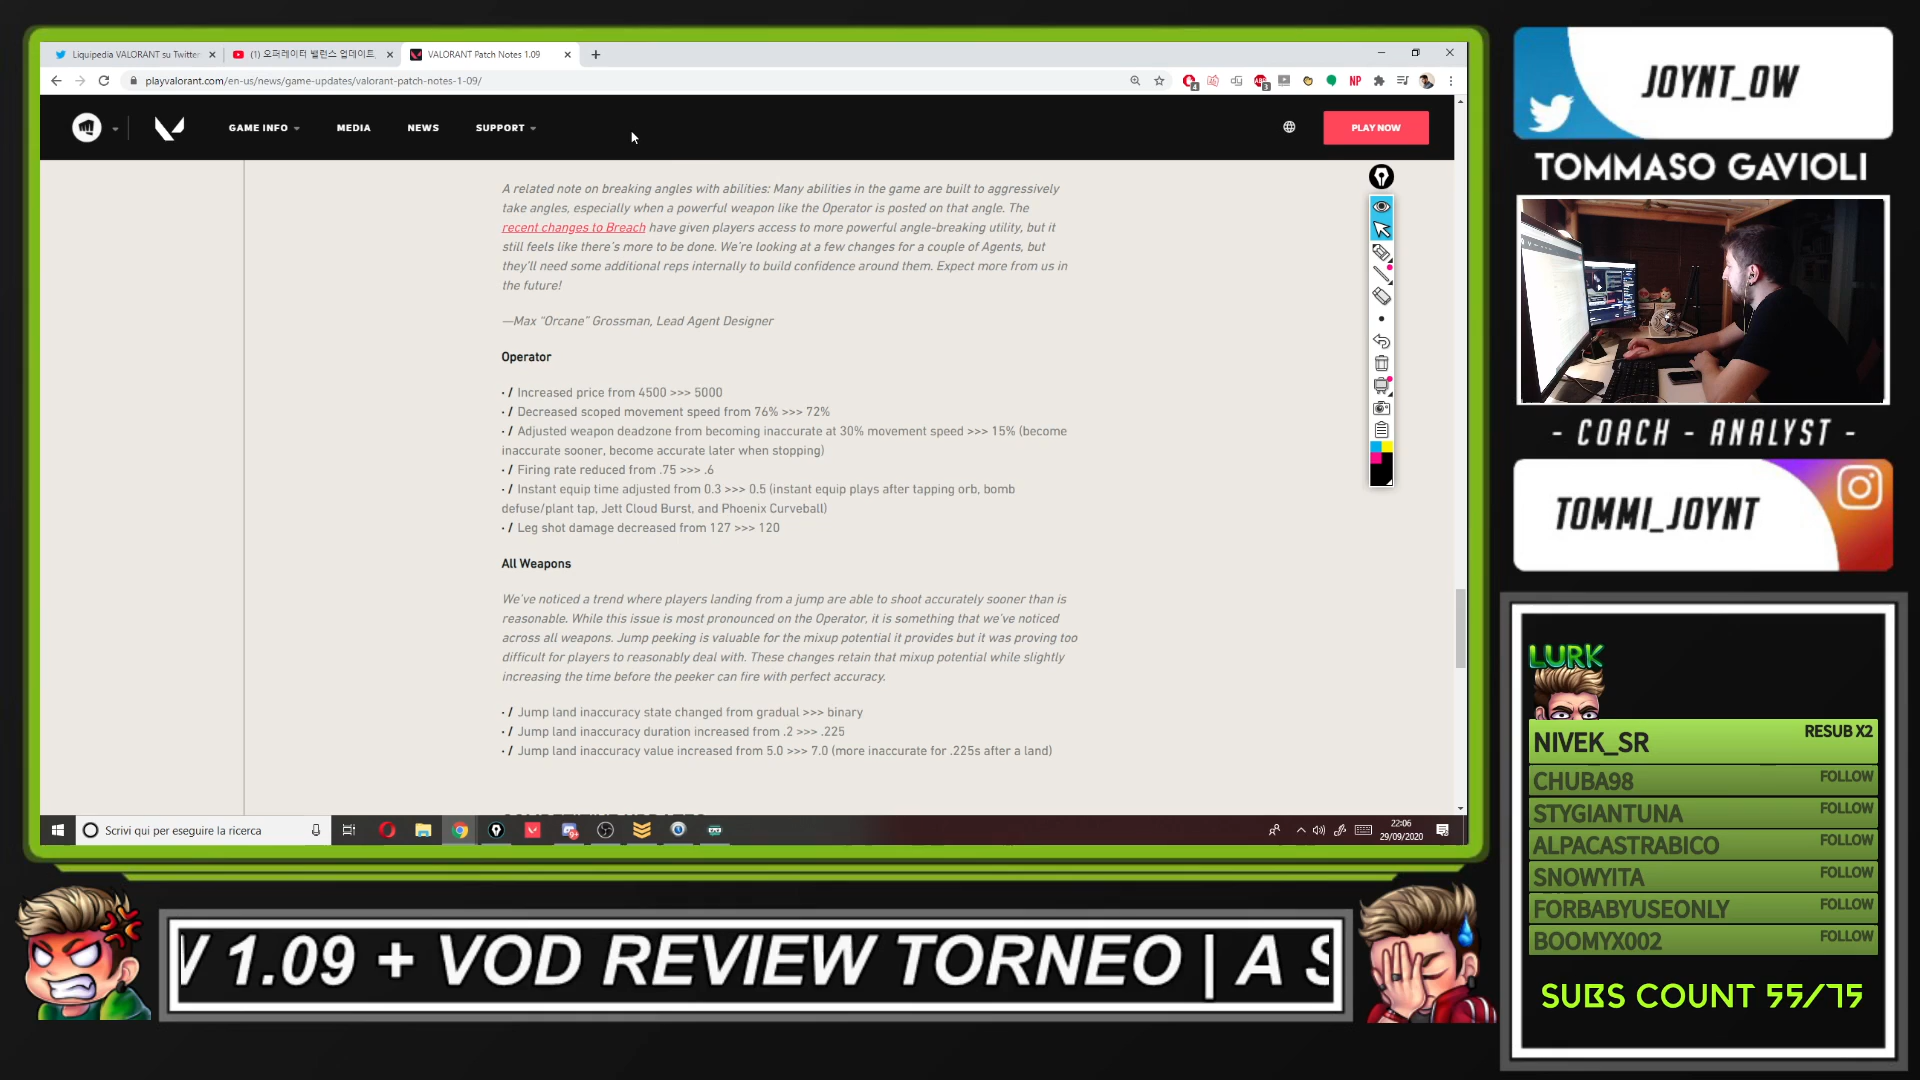 Liquipedia VALORANT su Twitter
(1) 오퍼레이터 밸런스 업데이트
VALORANT Patch Notes 1.09
playvalorant.com/en-us/news/game-updates/valorant-patch-notes-1-09/
GAME INFO
MEDIA
NEWS
SUPPORT
PLAY NOW
A related note on breaking angles with abilities: Many abilities in the game are built to aggressively
take angles, especially when a powerful weapon like the Operator is posted on that angle. The
recent changes to Breach have given players access to more powerful angle-breaking utility, but it
still feels like there's more to be done. We're looking at a few changes for a couple of Agents, but
they'll need some additional reps internally to build confidence around them. Expect more from us in
the future!
—Max "Orcane" Grossman, Lead Agent Designer
Operator
· / Increased price from 4500 >>> 5000
· / Decreased scoped movement speed from 76% >>> 72%
· / Adjusted weapon deadzone from becoming inaccurate at 30% movement speed >>> 15% (become
inaccurate sooner, become accurate later when stopping)
· / Firing rate reduced from .75 >>> .6
· / Instant equip time adjusted from 0.3 >>> 0.5 (instant equip plays after tapping orb, bomb
defuse/plant tap, Jett Cloud Burst, and Phoenix Curveball)
· / Leg shot damage decreased from 127 >>> 120
All Weapons
We've noticed a trend where players landing from a jump are able to shoot accurately sooner than is
reasonable. While this issue is most pronounced on the Operator, it is something that we've noticed
across all weapons. Jump peeking is valuable for the mixup potential it provides but it was proving too
difficult for players to reasonably deal with. These changes retain that mixup potential while slightly
increasing the time before the peeker can fire with perfect accuracy.
· / Jump land inaccuracy state changed from gradual >>> binary
· / Jump land inaccuracy duration increased from .2 >>> .225
· / Jump land inaccuracy value increased from 5.0 >>> 7.0 (more inaccurate for .225s after a land)
Scrivi qui per eseguire la ricerca
22:06
29/09/2020
JOYNT_OW
TOMMASO GAVIOLI
- COACH - ANALYST -
TOMMI_JOYNT
LURK
NIVEK_SR RESUB X2
CHUBA98 FOLLOW
STYGIANTUNA FOLLOW
ALPACASTRABICO FOLLOW
SNOWYITA FOLLOW
FORBABYUSEONLY FOLLOW
BOOMYX002 FOLLOW
SUBS COUNT 55/75
1.09 + VOD REVIEW TORNEO | A